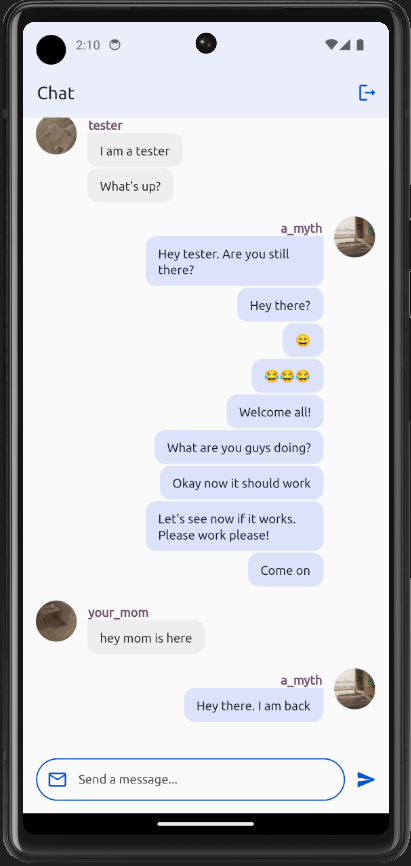 2:10
Chat
tester
I am a tester
What's up?
a_myth
Hey tester. Are you still
there?
Hey there?
😄
😂😂😂
Welcome all!
What are you guys doing?
Okay now it should work
Let's see now if it works.
Please work please!
Come on
your_mom
hey mom is here
a_myth
Hey there. I am back
Send a message...